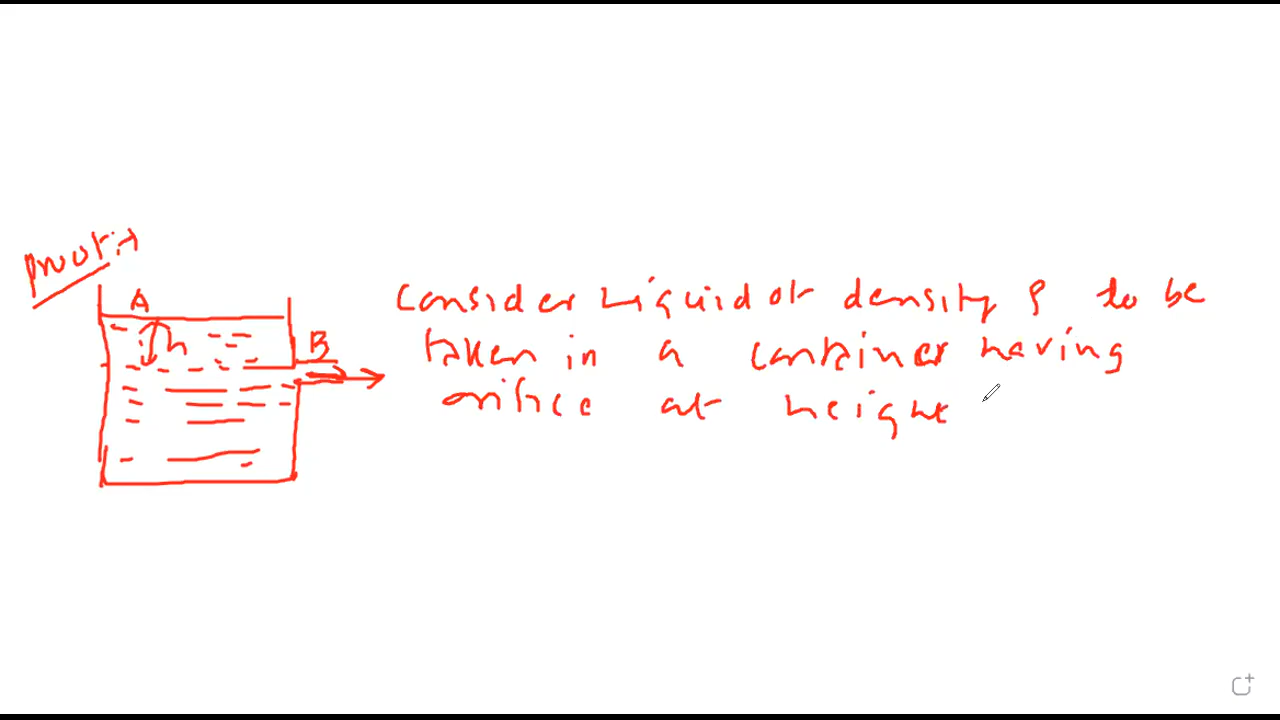 Proof:→
A
h
B
Consider Liquid of density ρ to be
taken in a container having
orifice at height